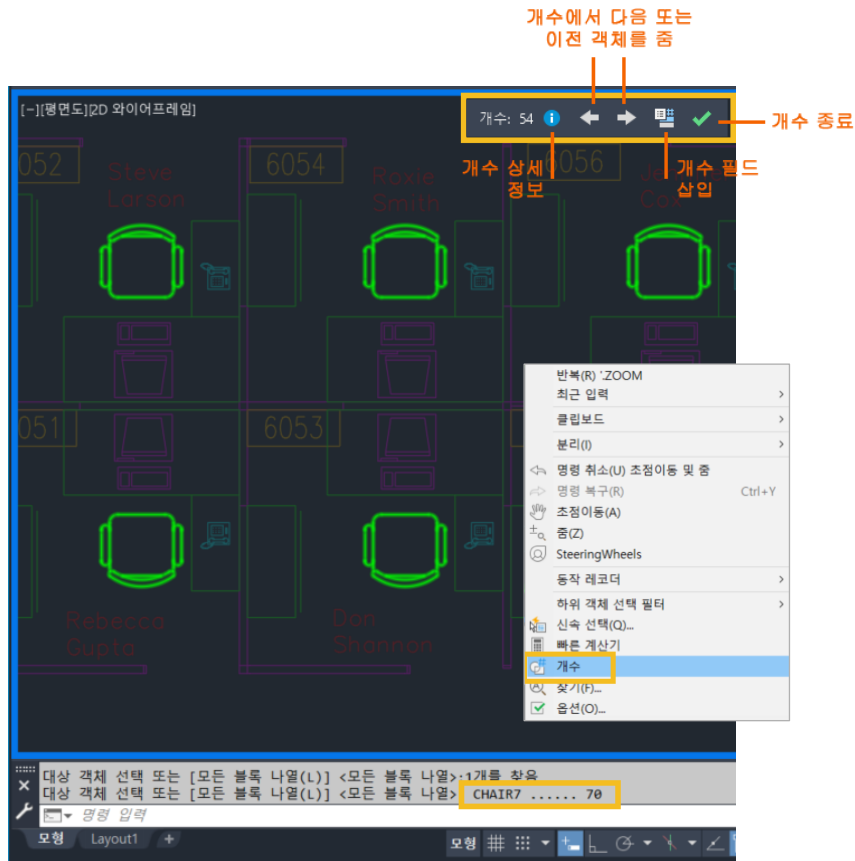 개수에서 다음 또는
이전 객체를 줌
[-][평면도][2D 와이어프레임]
개수: 54
개수 종료
개수 상세
정보
개수 필드
삽입
052
Steve
Larson
6054
Roxie
Smith
6056
Cox
반복(R) '.ZOOM
최근 입력
클립보드
분리(I)
명령 취소(U) 초점이동 및 줌
명령 복구(R) Ctrl+Y
초점이동(A)
줌(Z)
SteeringWheels
동작 레코더
하위 객체 선택 필터
신속 선택(Q)...
빠른 계산기
개수
찾기(F)...
옵션(O)...
051
6053
Rebecca
Gupta
Don
Shannon
대상 객체 선택 또는 [모든 블록 나열(L)] <모든 블록 나열>:1개를 찾음
대상 객체 선택 또는 [모든 블록 나열(L)] <모든 블록 나열> CHAIR7 ...... 70
명령 입력
모형 Layout1 +
모형